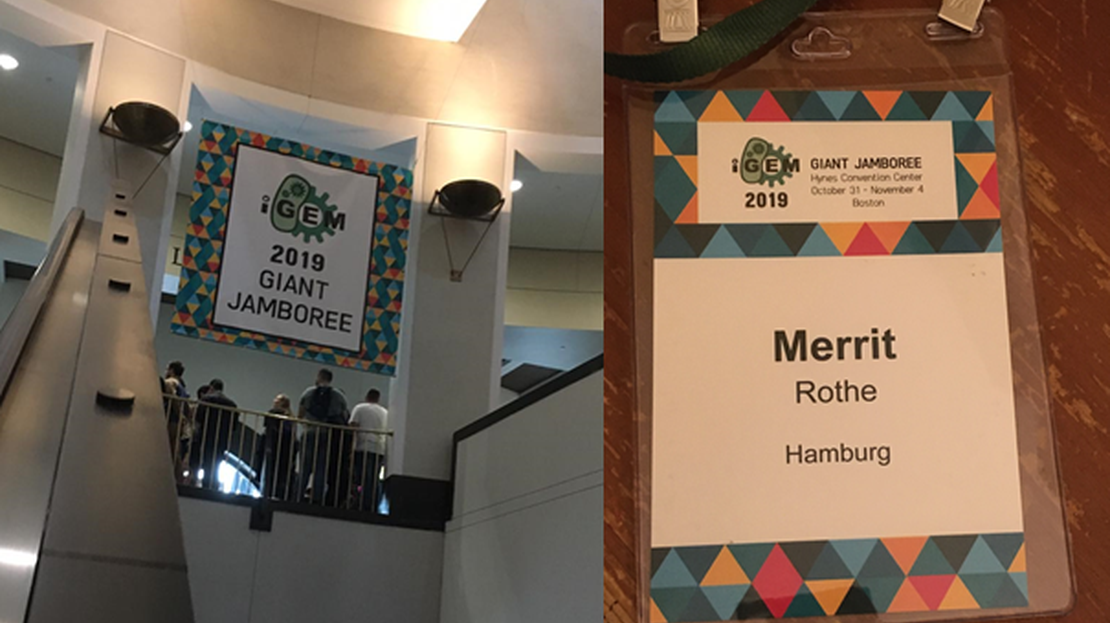 iGEM
2019
GIANT
JAMBOREE
iGEM
2019
GIANT JAMBOREE
Hynes Convention Center
October 31 - November 4
Boston
Merrit
Rothe
Hamburg